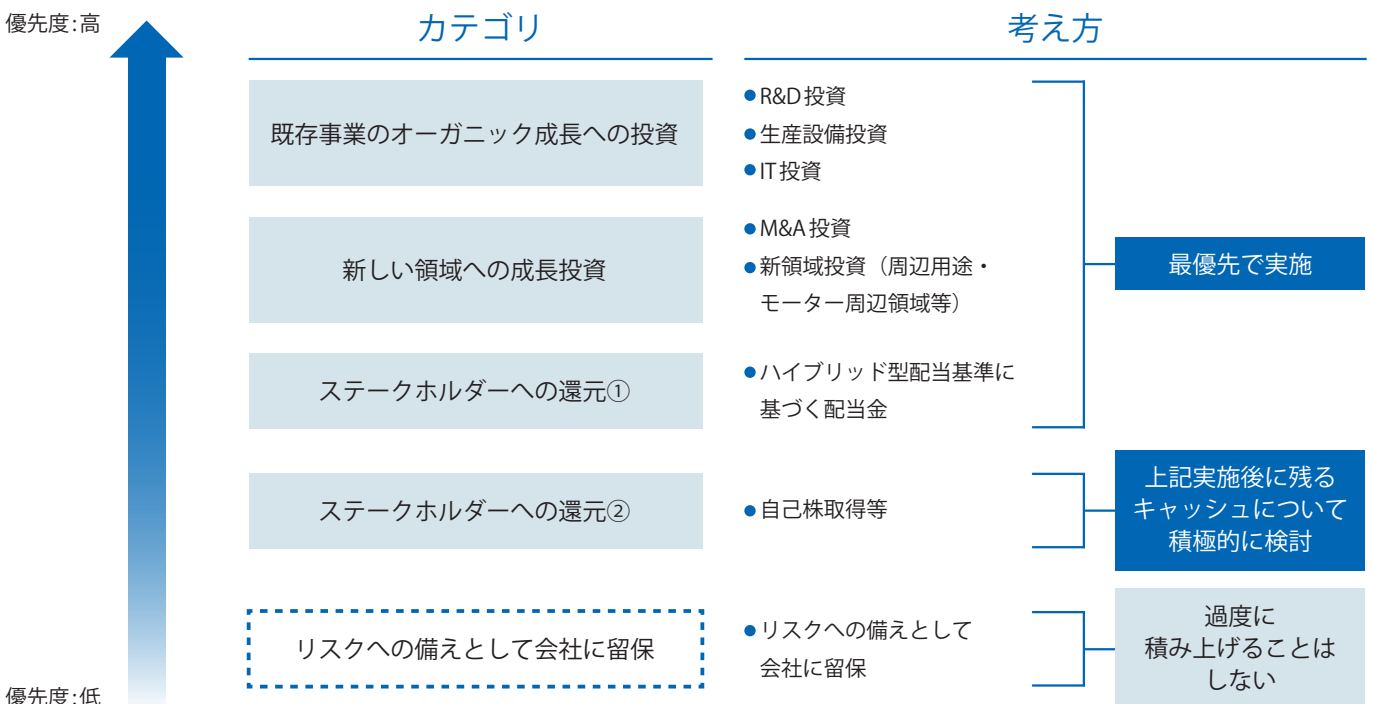 優先度：高
カテゴリ
考え方
既存事業のオーガニック成長への投資
●R&D投資
●生産設備投資
●IT投資
新しい領域への成長投資
●M&A投資
●新領域投資（周辺用途・
モーター周辺領域等）
最優先で実施
ステークホルダーへの還元①
●ハイブリッド型配当基準に
基づく配当金
ステークホルダーへの還元②
●自己株取得等
上記実施後に残る
キャッシュについて
積極的に検討
リスクへの備えとして会社に留保
●リスクへの備えとして
会社に留保
過度に
積み上げることは
しない
優先度：低